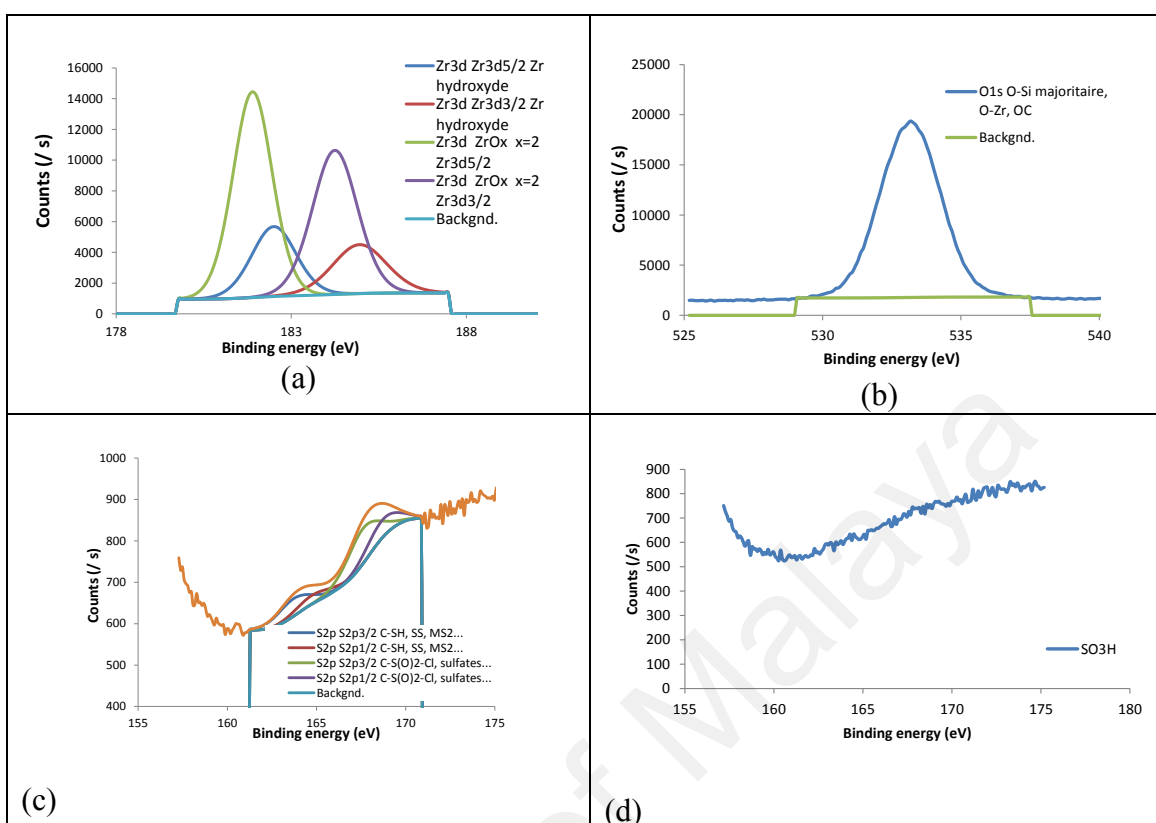 16000
14000
12000
10000
8000
6000
4000
2000
0
Counts (/ s)
178
183
188
Binding energy (eV)
Zr3d Zr3d5/2 Zr
hydroxyde
Zr3d Zr3d3/2 Zr
hydroxyde
Zr3d ZrOx x=2
Zr3d5/2
Zr3d ZrOx x=2
Zr3d3/2
Backgnd.
(a)
25000
20000
15000
10000
5000
0
Counts (/ s)
525
530
535
540
Binding energy (eV)
O1s O-Si majoritaire,
O-Zr, OC
Backgnd.
(b)
1000
900
800
700
600
500
400
Counts (/ s)
155
160
165
170
175
Binding energy (eV)
S2p S2p3/2 C-SH, SS, MS2...
S2p S2p1/2 C-SH, SS, MS2...
S2p S2p3/2 C-S(O)2-Cl, sulfates...
S2p S2p1/2 C-S(O)2-Cl, sulfates...
Backgnd.
(c)
900
800
700
600
500
400
300
200
100
0
Counts (/s)
155
160
165
170
175
180
Binding energy (eV)
SO3H
(d)
of Malaya